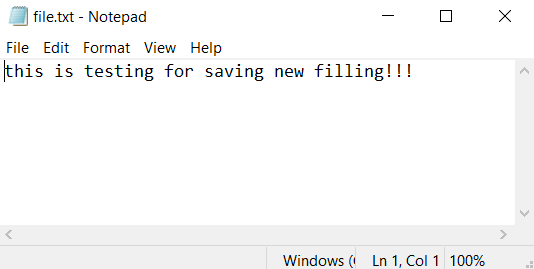 file.txt - Notepad
File Edit Format View Help
this is testing for saving new filling!!!
Windows ( Ln 1, Col 1 100%